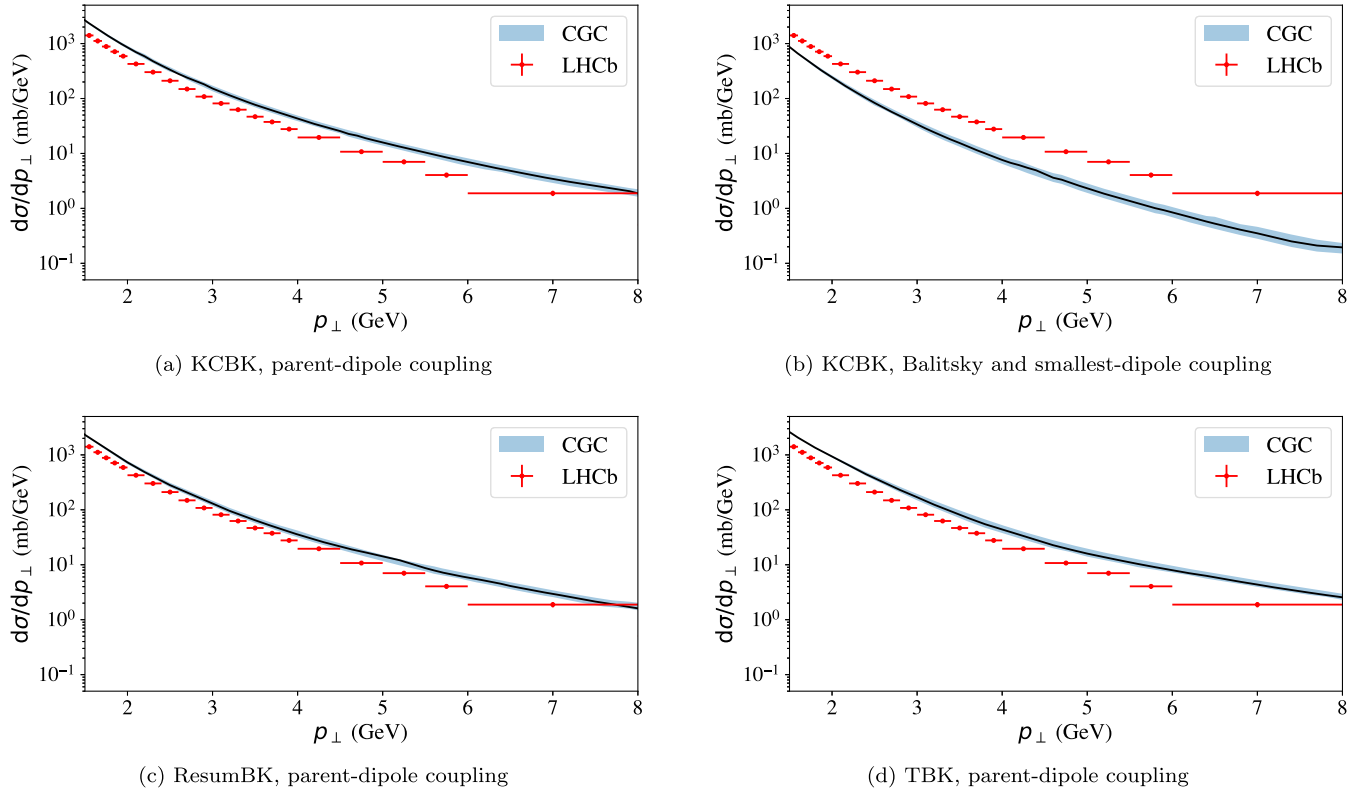 10³
10²
10¹
10⁰
10⁻¹
dσ/dp⊥ (mb/GeV)
CGC
LHCb
2 3 4 5 6 7 8
p⊥ (GeV)
(a) KCBK, parent-dipole coupling
10³
10²
10¹
10⁰
10⁻¹
dσ/dp⊥ (mb/GeV)
CGC
LHCb
2 3 4 5 6 7 8
p⊥ (GeV)
(b) KCBK, Balitsky and smallest-dipole coupling
10³
10²
10¹
10⁰
10⁻¹
dσ/dp⊥ (mb/GeV)
CGC
LHCb
2 3 4 5 6 7 8
p⊥ (GeV)
(c) ResumBK, parent-dipole coupling
10³
10²
10¹
10⁰
10⁻¹
dσ/dp⊥ (mb/GeV)
CGC
LHCb
2 3 4 5 6 7 8
p⊥ (GeV)
(d) TBK, parent-dipole coupling